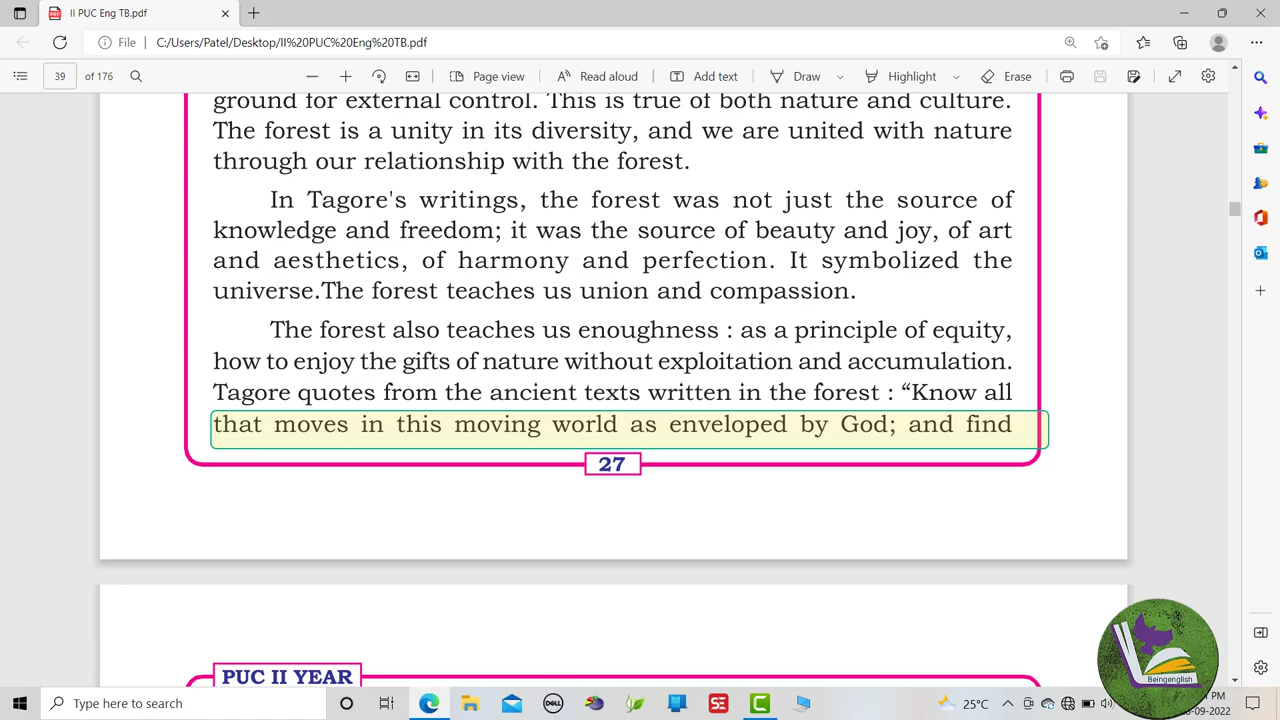 II PUC Eng TB.pdf
File
C:/Users/Patel/Desktop/II%20PUC%20Eng%20TB.pdf
39 of 176
Page view
Read aloud
Add text
Draw
Highlight
Erase
ground for external control. This is true of both nature and culture.
The forest is a unity in its diversity, and we are united with nature
through our relationship with the forest.
In Tagore's writings, the forest was not just the source of
knowledge and freedom; it was the source of beauty and joy, of art
and aesthetics, of harmony and perfection. It symbolized the
universe.The forest teaches us union and compassion.
The forest also teaches us enoughness : as a principle of equity,
how to enjoy the gifts of nature without exploitation and accumulation.
Tagore quotes from the ancient texts written in the forest : “Know all
that moves in this moving world as enveloped by God; and find
27
PUC II YEAR
Beingenglish
Type here to search
DELL
SE
25°C
PM
-09-2022